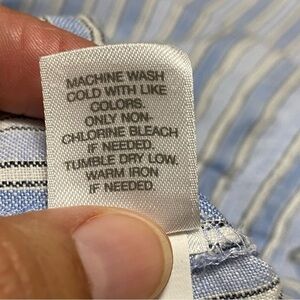 MACHINE WASH
COLD WITH LIKE
COLORS.
ONLY NON-
CHLORINE BLEACH
IF NEEDED.
TUMBLE DRY LOW.
WARM IRON
IF NEEDED.